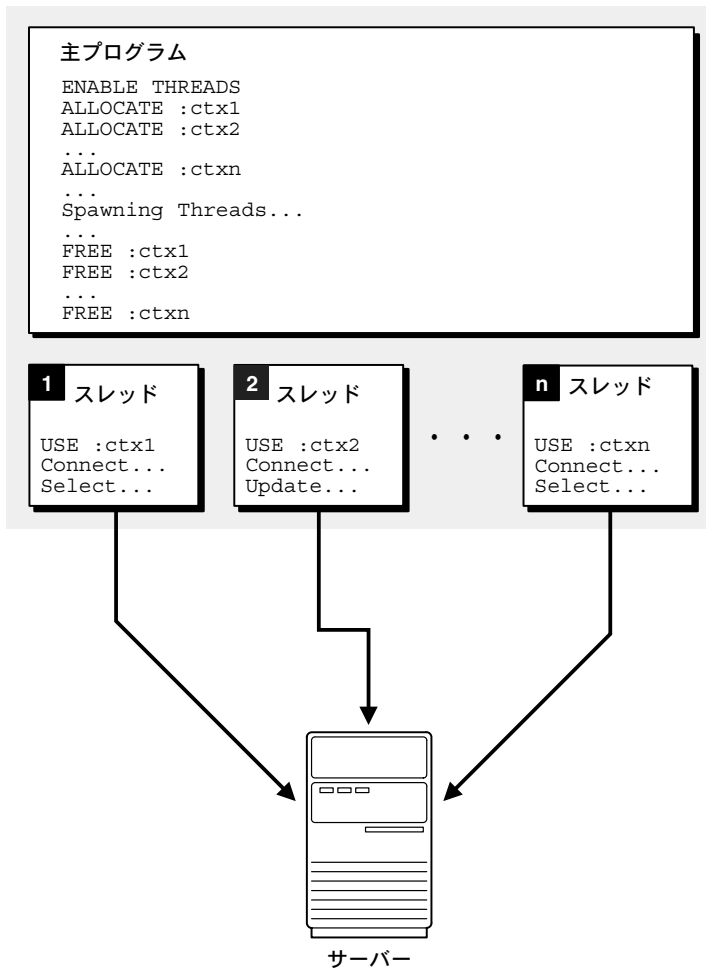 主プログラム
ENABLE THREADS
ALLOCATE :ctx1
ALLOCATE :ctx2
...
ALLOCATE :ctxn
...
Spawning Threads...
...
FREE :ctx1
FREE :ctx2
...
FREE :ctxn
1 スレッド
USE :ctx1
Connect...
Select...
2 スレッド
USE :ctx2
Connect...
Update...
. . .
n スレッド
USE :ctxn
Connect...
Select...
サーバー